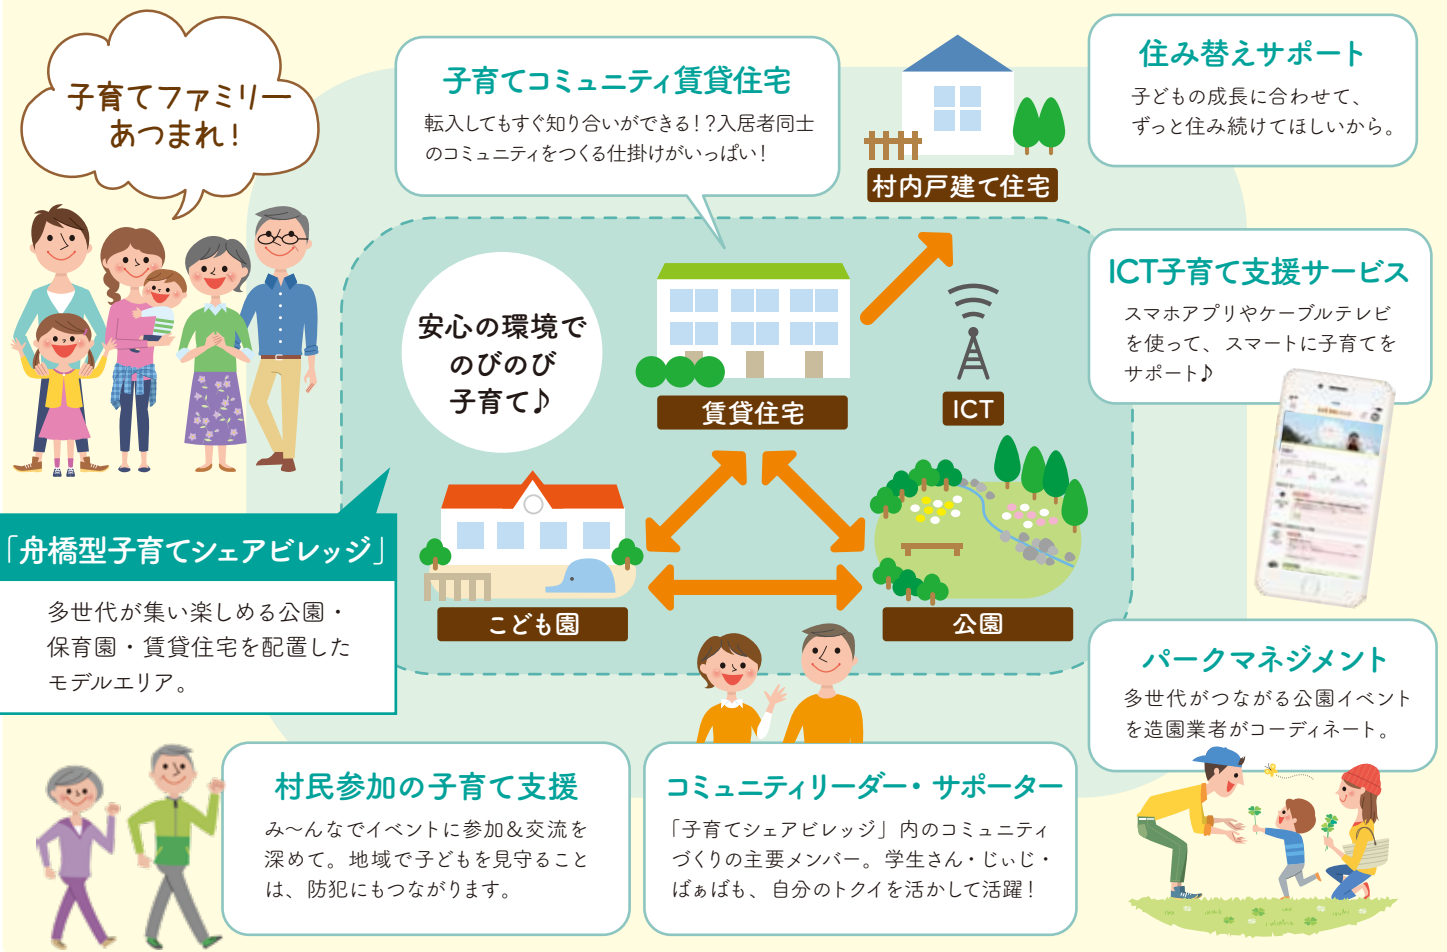 子育てファミリー
あつまれ！
子育てコミュニティ賃貸住宅
転入してもすぐ知り合いができる！？入居者同士
のコミュニティをつくる仕掛けがいっぱい！
村内戸建て住宅
住み替えサポート
子どもの成長に合わせて、
ずっと住み続けてほしいから。
安心の環境で
のびのび
子育て♪
賃貸住宅
ICT
ICT子育て支援サービス
スマホアプリやケーブルテレビ
を使って、スマートに子育てを
サポート♪
「舟橋型子育てシェアビレッジ」
多世代が集い楽しめる公園・
保育園・賃貸住宅を配置した
モデルエリア。
こども園
公園
パークマネジメント
多世代がつながる公園イベント
を造園業者がコーディネート。
村民参加の子育て支援
み〜んなでイベントに参加＆交流を
深めて。地域で子どもを見守ること
は、防犯にもつながります。
コミュニティリーダー・サポーター
「子育てシェアビレッジ」内のコミュニティ
づくりの主要メンバー。学生さん・じぃじ・
ばぁばも、自分のトクイを活かして活躍！